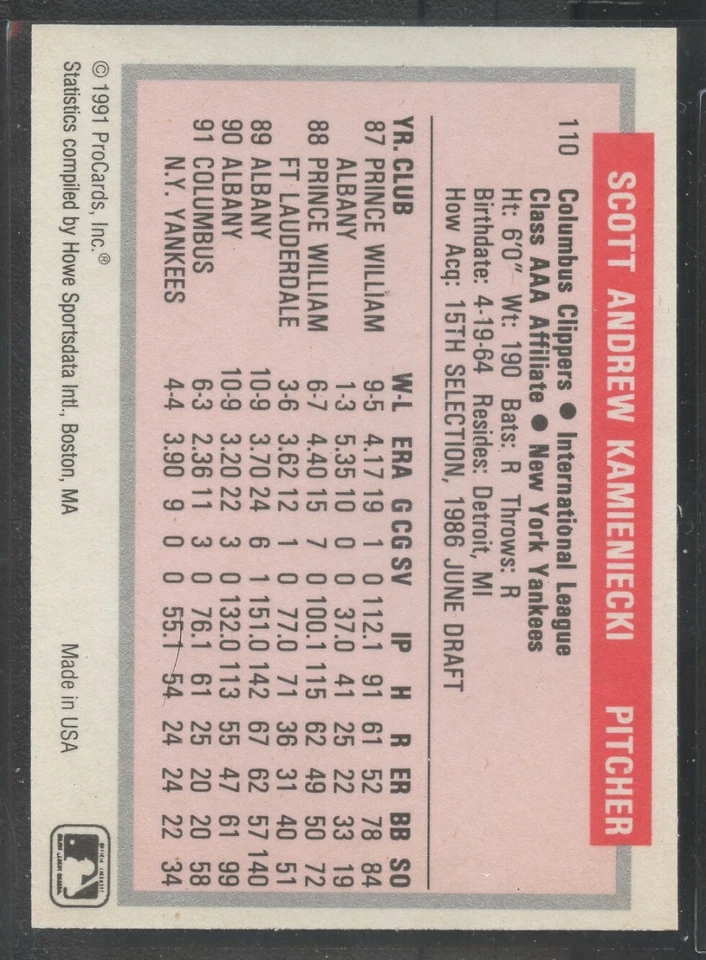 SCOTT ANDREW KAMIENIECKI PITCHER
110 Columbus Clippers ● International League
Class AAA Affiliate ● New York Yankees
Ht: 6'0" Wt: 190 Bats: R Throws: R
Birthdate: 4-19-64 Resides: Detroit, MI
How Acq: 15TH SELECTION, 1986 JUNE DRAFT
YR. CLUB W-L ERA G CG SV IP H R ER BB SO
87 PRINCE WILLIAM 9-5 4.17 19 1 0 112.1 91 61 52 78 84
ALBANY 1-3 5.35 10 0 0 37.0 41 25 22 33 19
88 PRINCE WILLIAM 6-7 4.40 15 7 0 100.1 115 62 49 50 72
FT LAUDERDALE 3-6 3.62 12 1 0 77.0 71 36 31 40 51
89 ALBANY 10-9 3.70 24 6 1 151.0 142 67 62 57 140
90 ALBANY 10-9 3.20 22 3 0 132.0 113 55 47 61 99
91 COLUMBUS 6-3 2.36 11 3 0 76.1 61 25 20 20 58
N.Y. YANKEES 4-4 3.90 9 0 0 55.1 54 24 24 22 34
© 1991 ProCards, Inc.®
Statistics compiled by Howe Sportsdata Intl., Boston, MA Made in USA